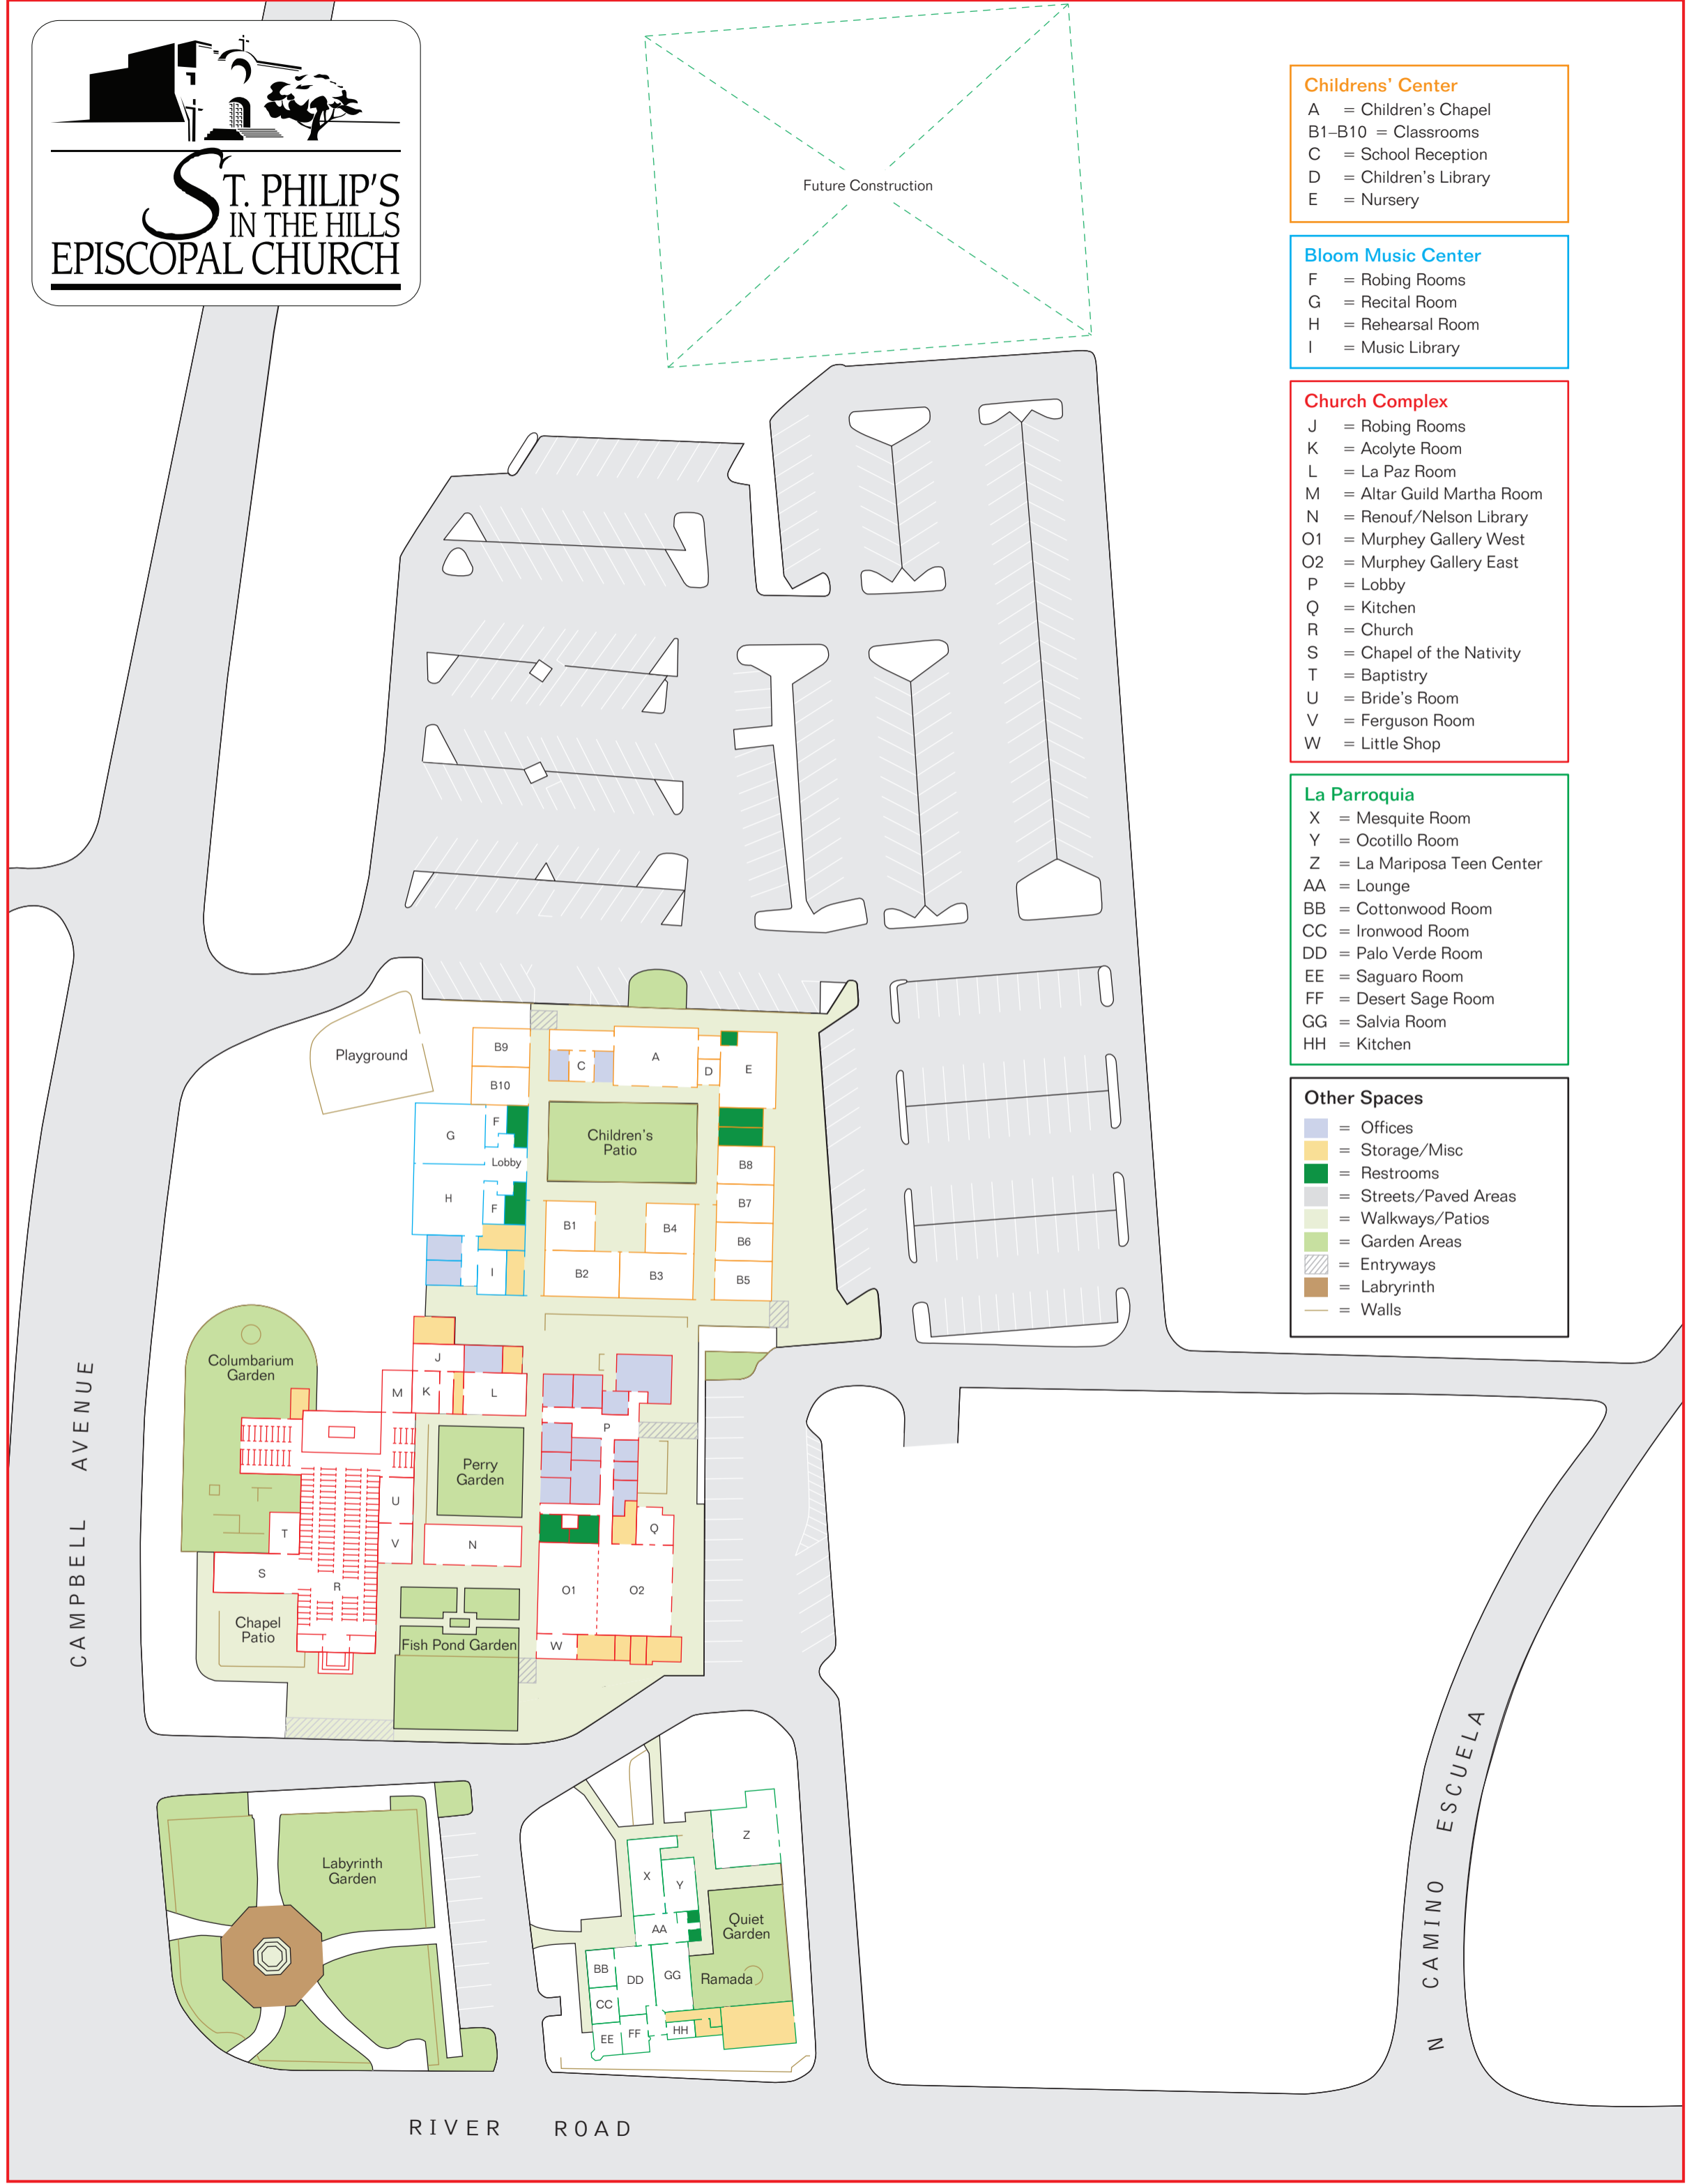 ST. PHILIP'S
IN THE HILLS
EPISCOPAL CHURCH
Future Construction
Childrens' Center
A = Children's Chapel
B1–B10 = Classrooms
C = School Reception
D = Children's Library
E = Nursery
Bloom Music Center
F = Robing Rooms
G = Recital Room
H = Rehearsal Room
I = Music Library
Church Complex
J = Robing Rooms
K = Acolyte Room
L = La Paz Room
M = Altar Guild Martha Room
N = Renouf/Nelson Library
O1 = Murphey Gallery West
O2 = Murphey Gallery East
P = Lobby
Q = Kitchen
R = Church
S = Chapel of the Nativity
T = Baptistry
U = Bride's Room
V = Ferguson Room
W = Little Shop
La Parroquia
X = Mesquite Room
Y = Ocotillo Room
Z = La Mariposa Teen Center
AA = Lounge
BB = Cottonwood Room
CC = Ironwood Room
DD = Palo Verde Room
EE = Saguaro Room
FF = Desert Sage Room
GG = Salvia Room
HH = Kitchen
Other Spaces
= Offices
= Storage/Misc
= Restrooms
= Streets/Paved Areas
= Walkways/Patios
= Garden Areas
= Entryways
= Labryrinth
= Walls
Playground
B9
B10
C
A
D
E
G
F
Lobby
H
F
I
Children's
Patio
B8
B7
B6
B5
B1
B4
B2
B3
Columbarium
Garden
J
M
K
L
P
Perry
Garden
U
T
V
N
Q
S
R
O1
O2
Chapel
Patio
Fish Pond Garden
W
CAMPBELL AVENUE
Labyrinth
Garden
Z
X
Y
AA
Quiet
Garden
BB
DD
GG
Ramada
CC
EE
FF
HH
N CAMINO ESCUELA
RIVER ROAD